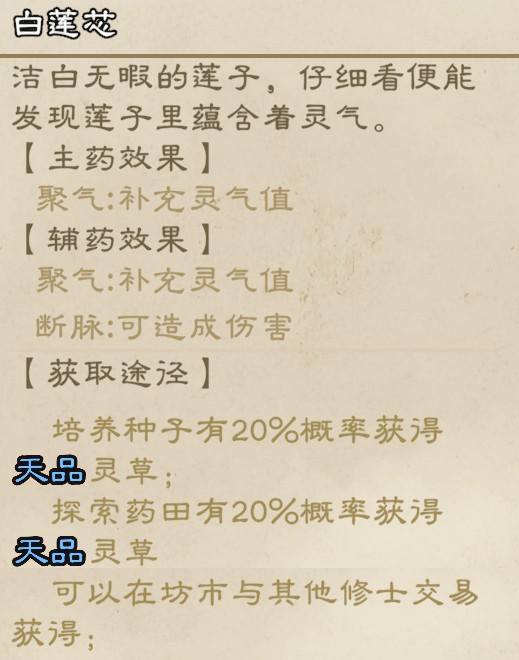 白莲芯
洁白无暇的莲子，仔细看便能
发现莲子里蕴含着灵气。
【主药效果】
聚气:补充灵气值
【辅药效果】
聚气:补充灵气值
断脉:可造成伤害
【获取途径】
培养种子有20%概率获得
天品灵草;
探索药田有20%概率获得
天品灵草
可以在坊市与其他修士交易
获得;